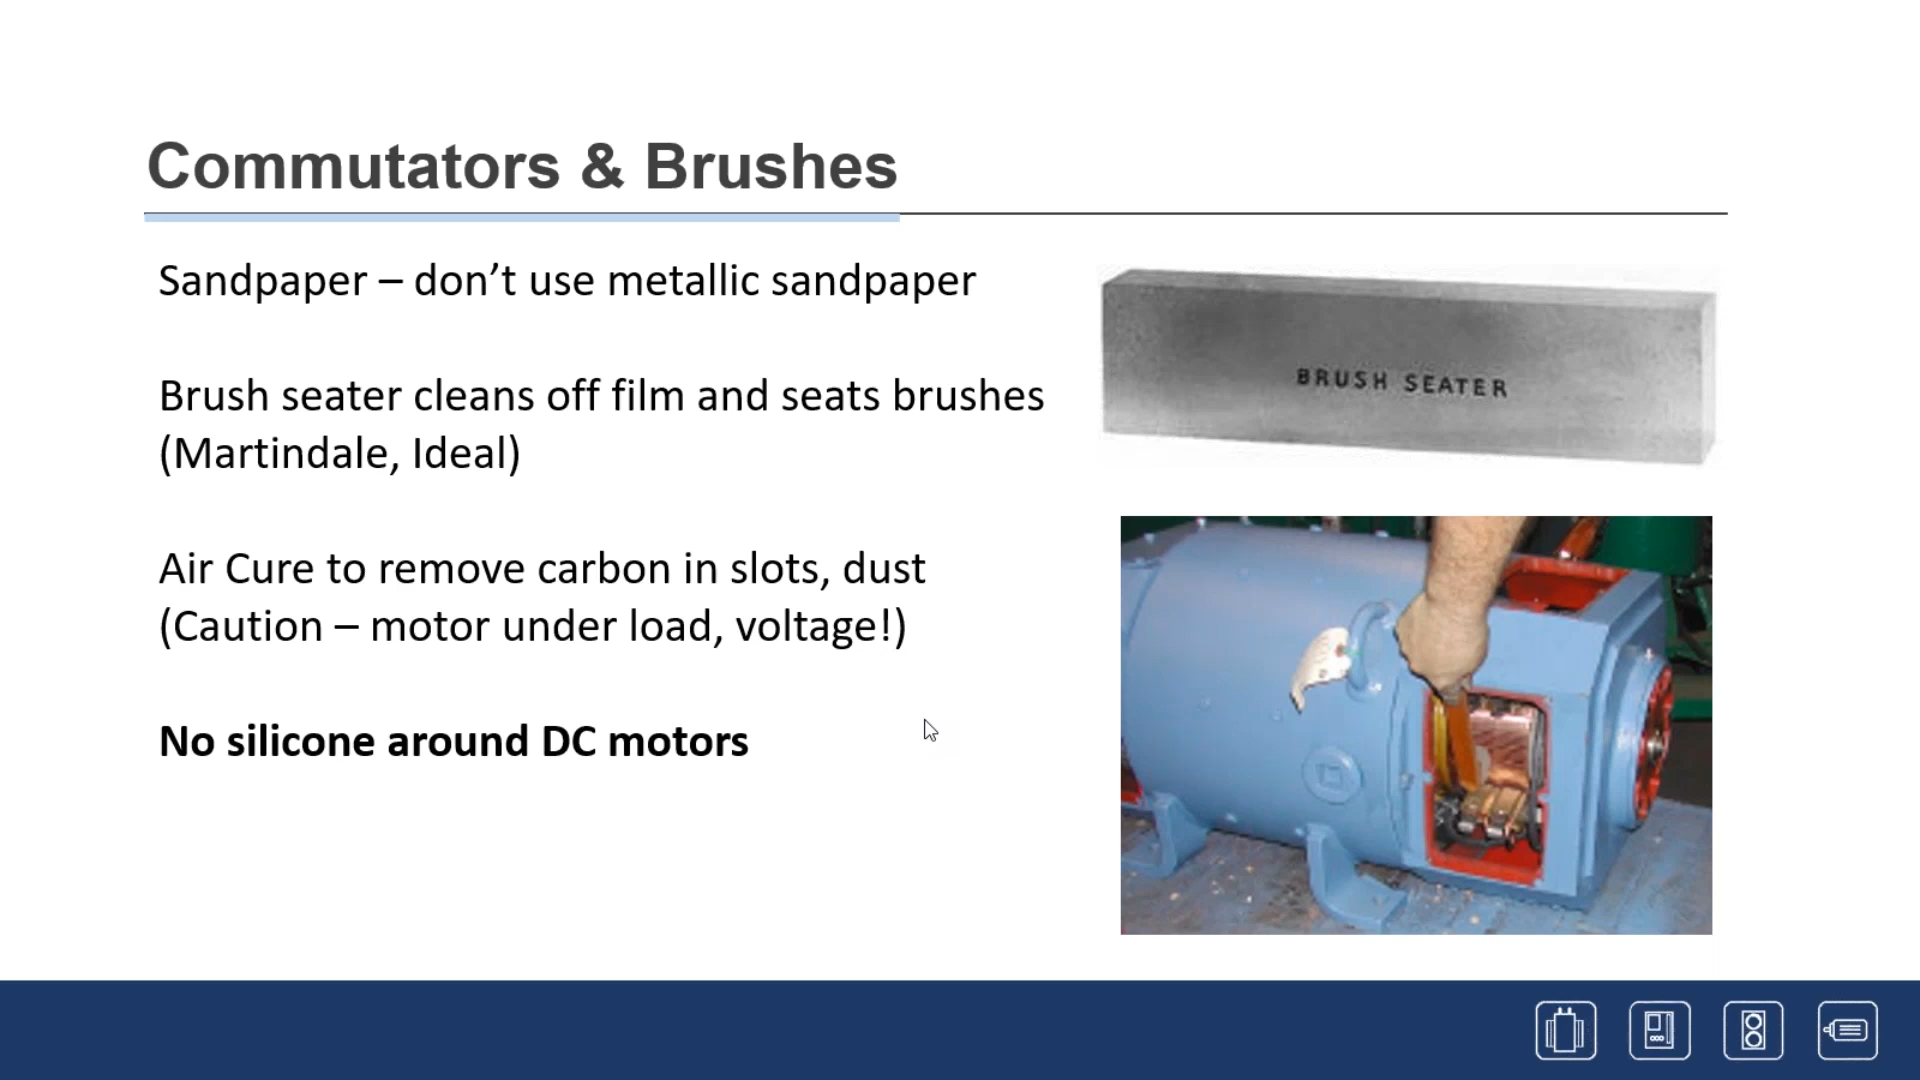 Commutators & Brushes
Sandpaper – don’t use metallic sandpaper
Brush seater cleans off film and seats brushes
(Martindale, Ideal)
Air Cure to remove carbon in slots, dust
(Caution – motor under load, voltage!)
No silicone around DC motors
BRUSH SEATER